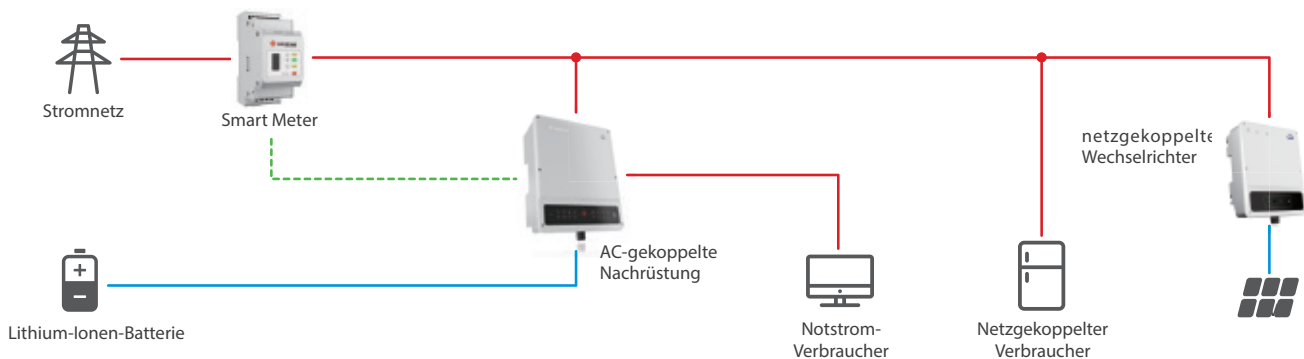 Stromnetz
Smart Meter
netzgekoppelte
Wechselrichter
AC-gekoppelte
Nachrüstung
Lithium-Ionen-Batterie
Notstrom-
Verbraucher
Netzgekoppelter
Verbraucher